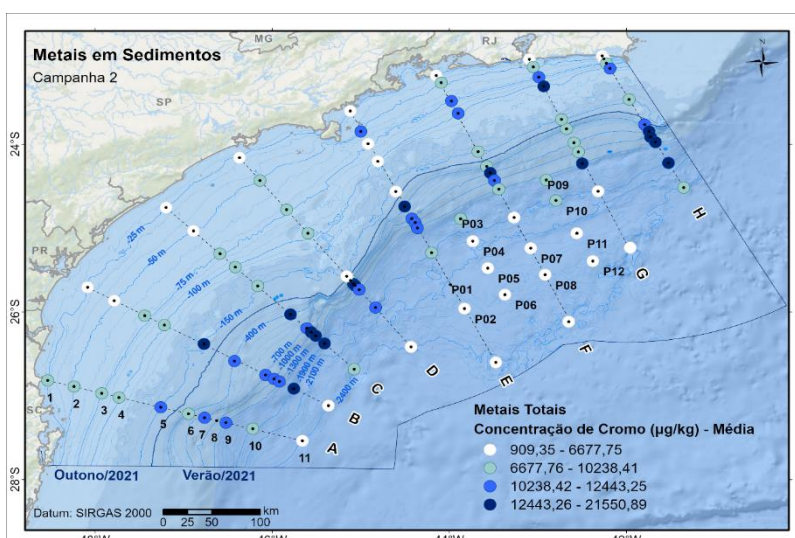 MG
RJ
Metais em Sedimentos
Campanha 2
SP
24°S
-25 m
-50 m
PR
-75 m
-100 m
P09
P10
H
P03
P04
P11
G
P07
P12
P05
P01
P08
P06
26°S
-150 m
-400 m
P02
F
-700 m
-1000 m
-1300 m
-1900 m
-2100 m
-2400 m
D
E
C
B
SC
1
2
3
4
5
6
7
8
9
10
11
A
Metais Totais
Concentração de Cromo (µg/kg) - Média
909,35 - 6677,75
6677,76 - 10238,41
10238,42 - 12443,25
12443,26 - 21550,89
Outono/2021
Verão/2021
28°S
Datum: SIRGAS 2000
0 25 50 100
km